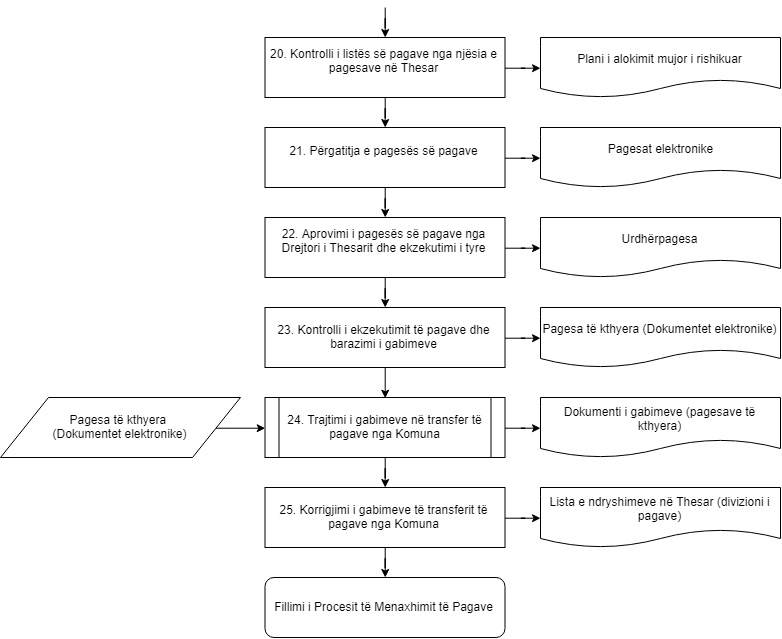 20. Kontrolli i listës së pagave nga njësia e
pagesave në Thesar
Plani i alokimit mujor i rishikuar
21. Përgatitja e pagesës së pagave
Pagesat elektronike
22. Aprovimi i pagesës së pagave nga
Drejtori i Thesarit dhe ekzekutimi i tyre
Urdhërpagesa
23. Kontrolli i ekzekutimit të pagave dhe
barazimi i gabimeve
Pagesa të kthyera (Dokumentet elektronike)
Pagesa të kthyera
(Dokumentet elektronike)
24. Trajtimi i gabimeve në transfer të
pagave nga Komuna
Dokumenti i gabimeve (pagesave të
kthyera)
25. Korrigjimi i gabimeve të transferit të
pagave nga Komuna
Lista e ndryshimeve në Thesar (divizioni i
pagave)
Fillimi i Procesit të Menaxhimit të Pagave